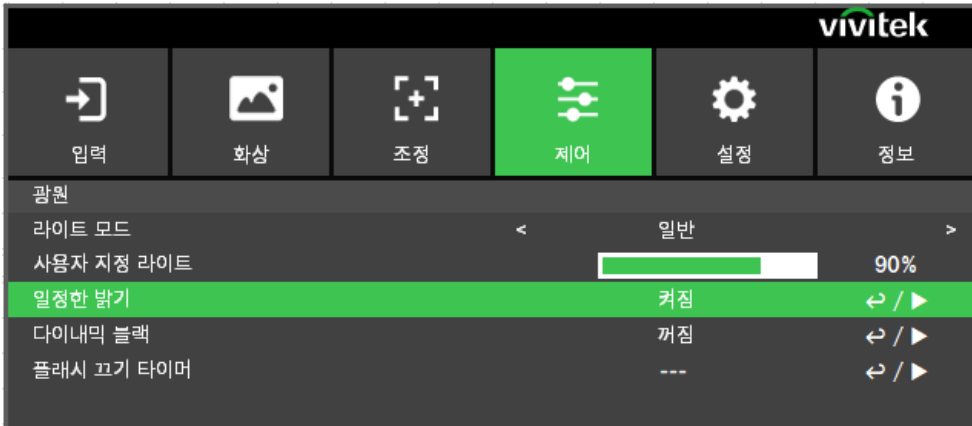 vivitek
입력 화상 조정 제어 설정 정보
광원
라이트 모드 < 일반 >
사용자 지정 라이트 90%
일정한 밝기 켜짐 /
다이내믹 블랙 꺼짐 /
플래시 끄기 타이머 --- /